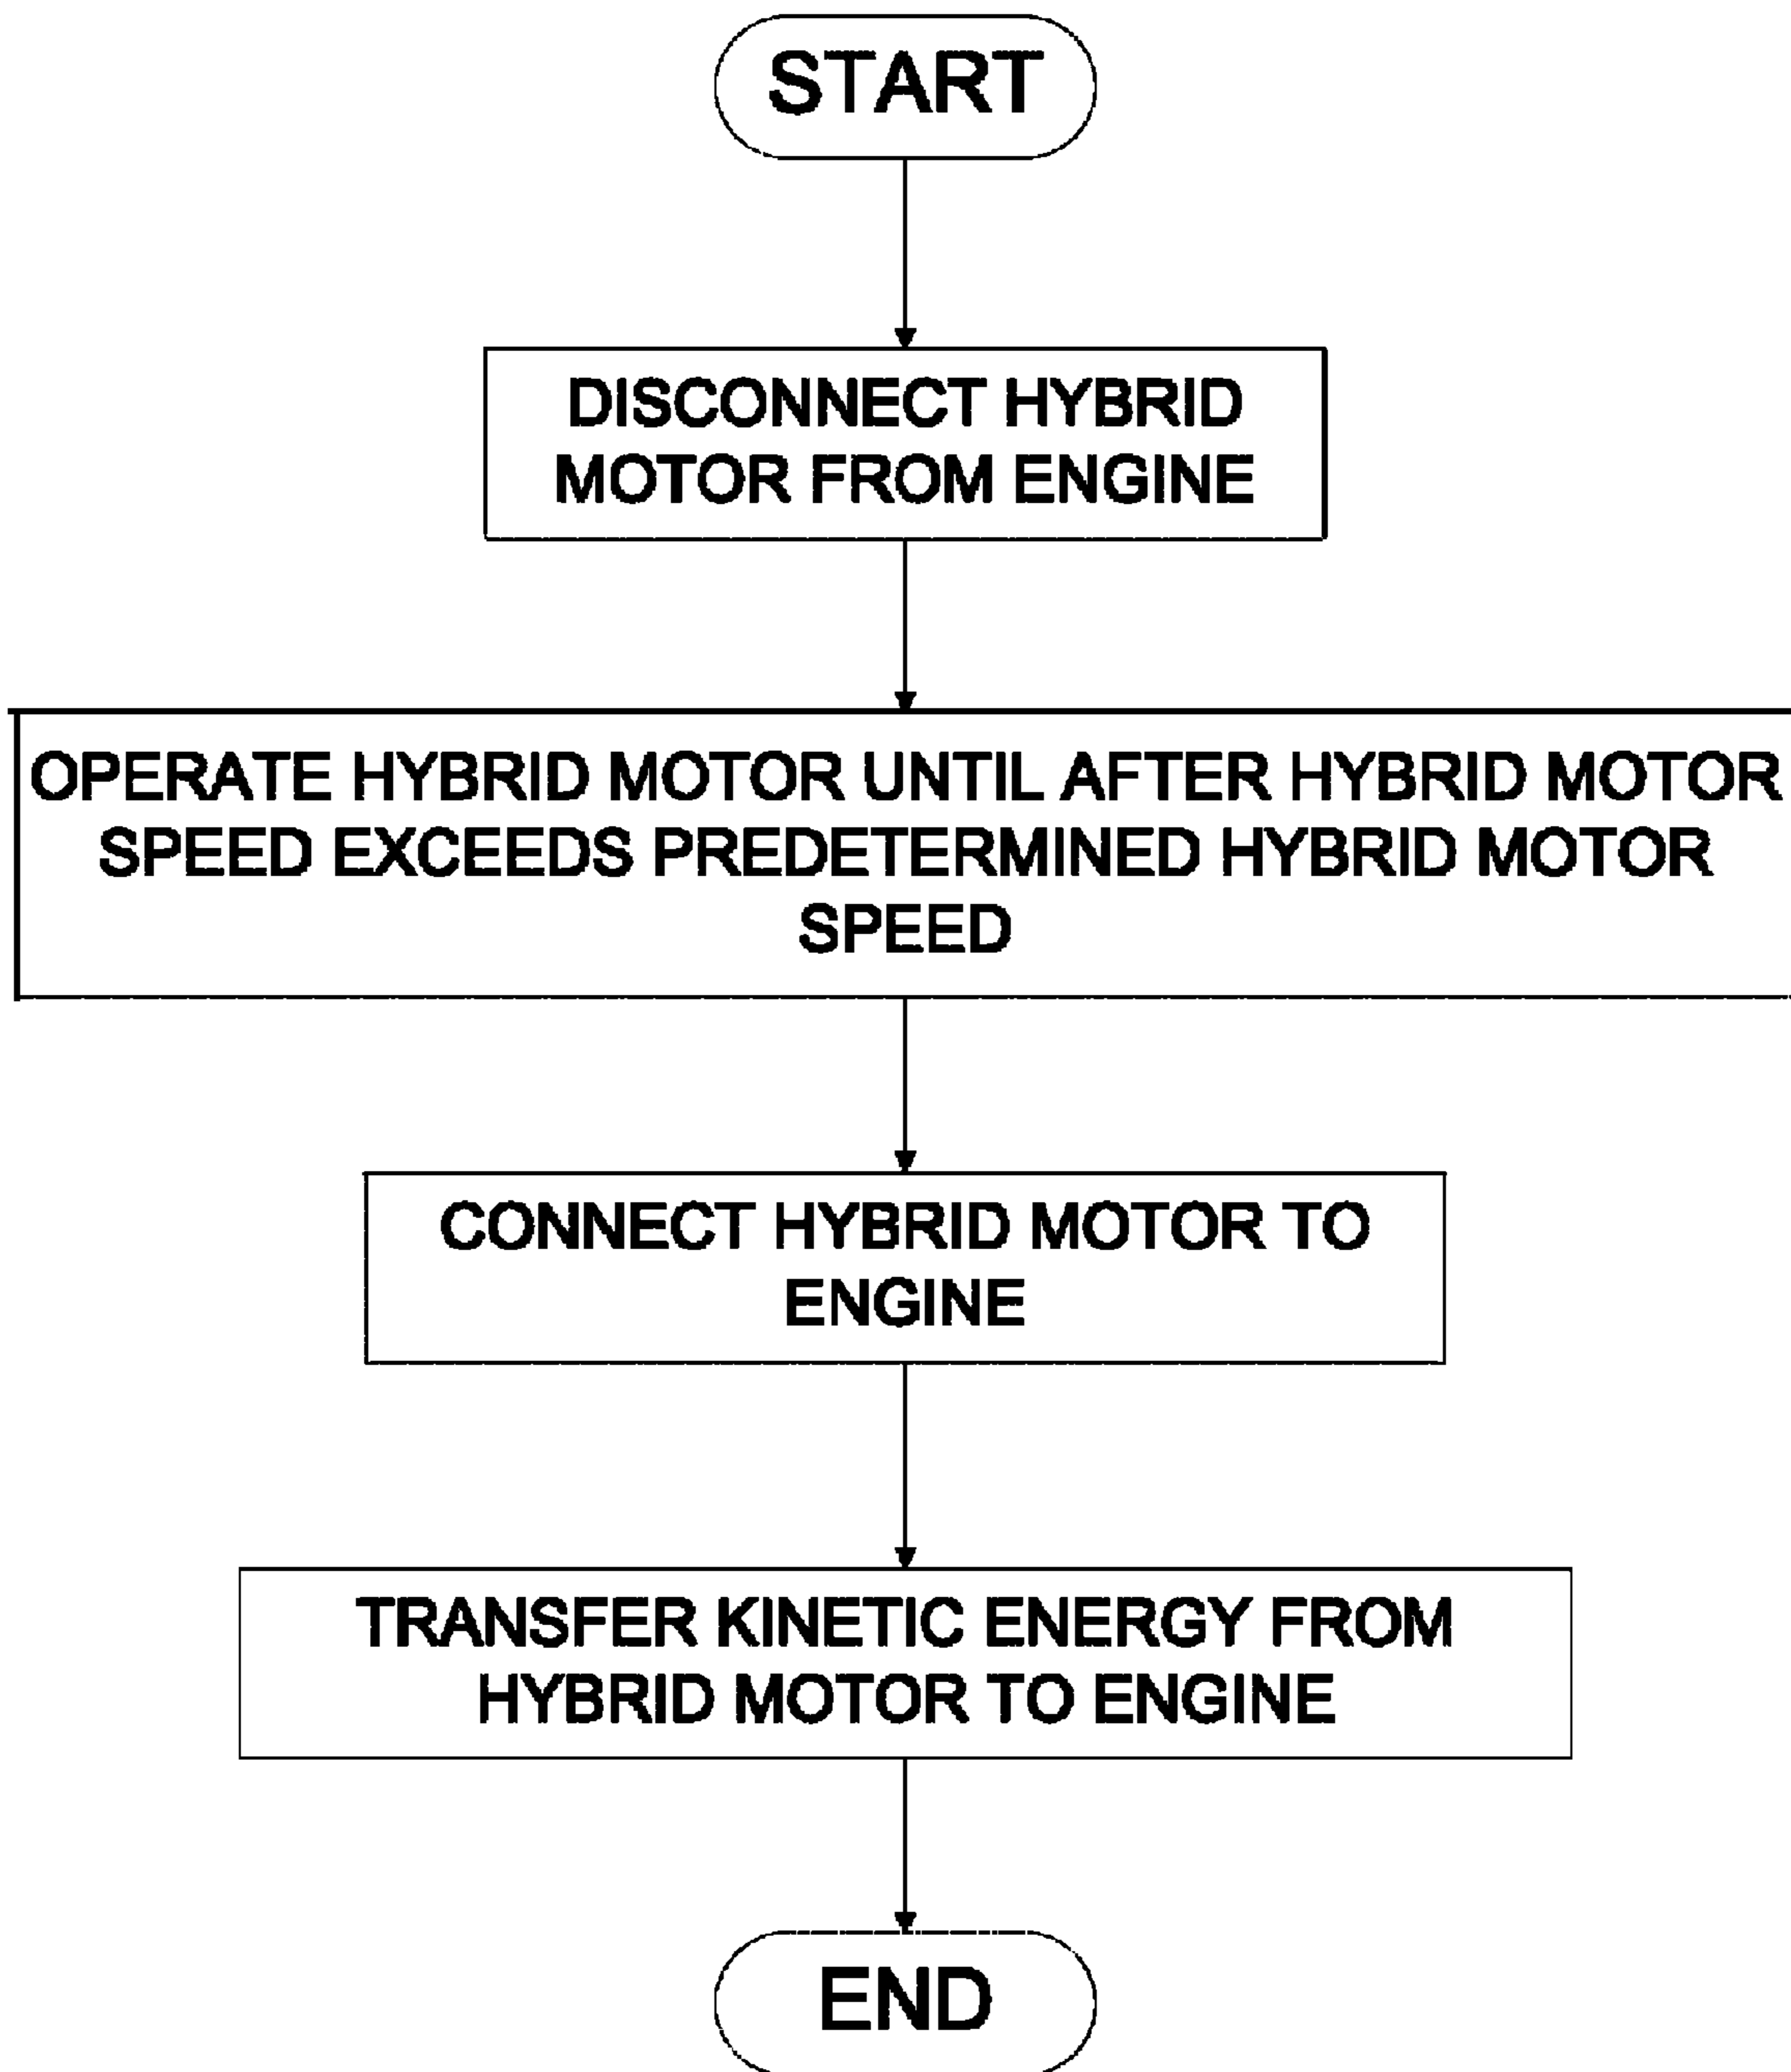 START
DISCONNECT HYBRID
MOTOR FROM ENGINE
OPERATE HYBRID MOTOR UNTIL AFTER HYBRID MOTOR
SPEED EXCEEDS PREDETERMINED HYBRID MOTOR
SPEED
CONNECT HYBRID MOTOR TO
ENGINE
TRANSFER KINETIC ENERGY FROM
HYBRID MOTOR TO ENGINE
END